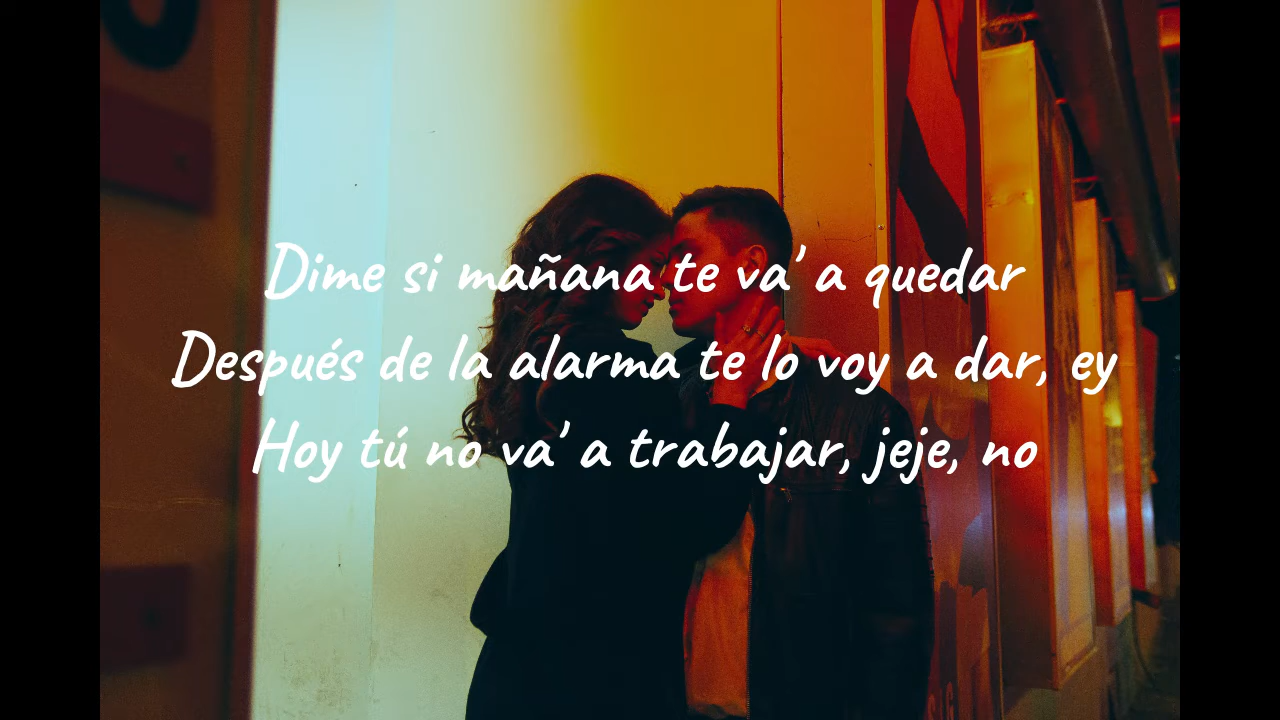 Dime si mañana te va' a quedar
Después de la alarma te lo voy a dar, ey
Hoy tú no va' a trabajar, jeje, no